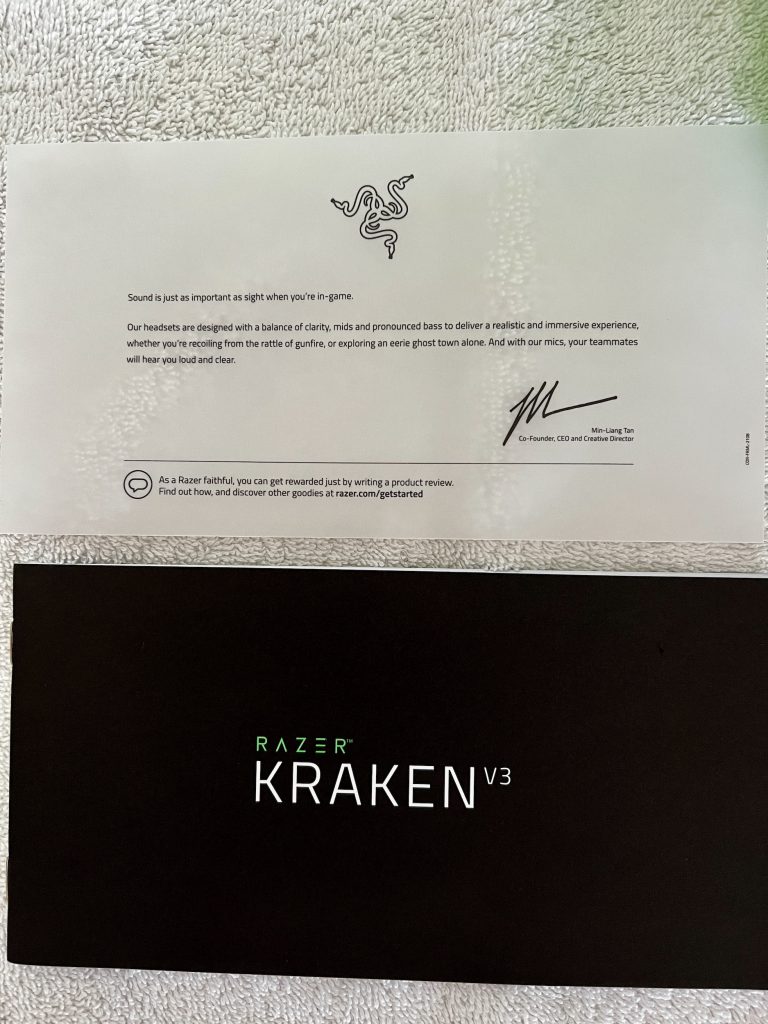 Sound is just as important as sight when you're in-game.
Our headsets are designed with a balance of clarity, mids and pronounced bass to deliver a realistic and immersive experience,
whether you're recoiling from the rattle of gunfire, or exploring an eerie ghost town alone. And with our mics, your teammates
will hear you loud and clear.
Min-Liang Tan
Co-Founder, CEO and Creative Director
As a Razer faithful, you can get rewarded just by writing a product review.
Find out how, and discover other goodies at razer.com/getstarted
RAZER™
KRAKEN V3